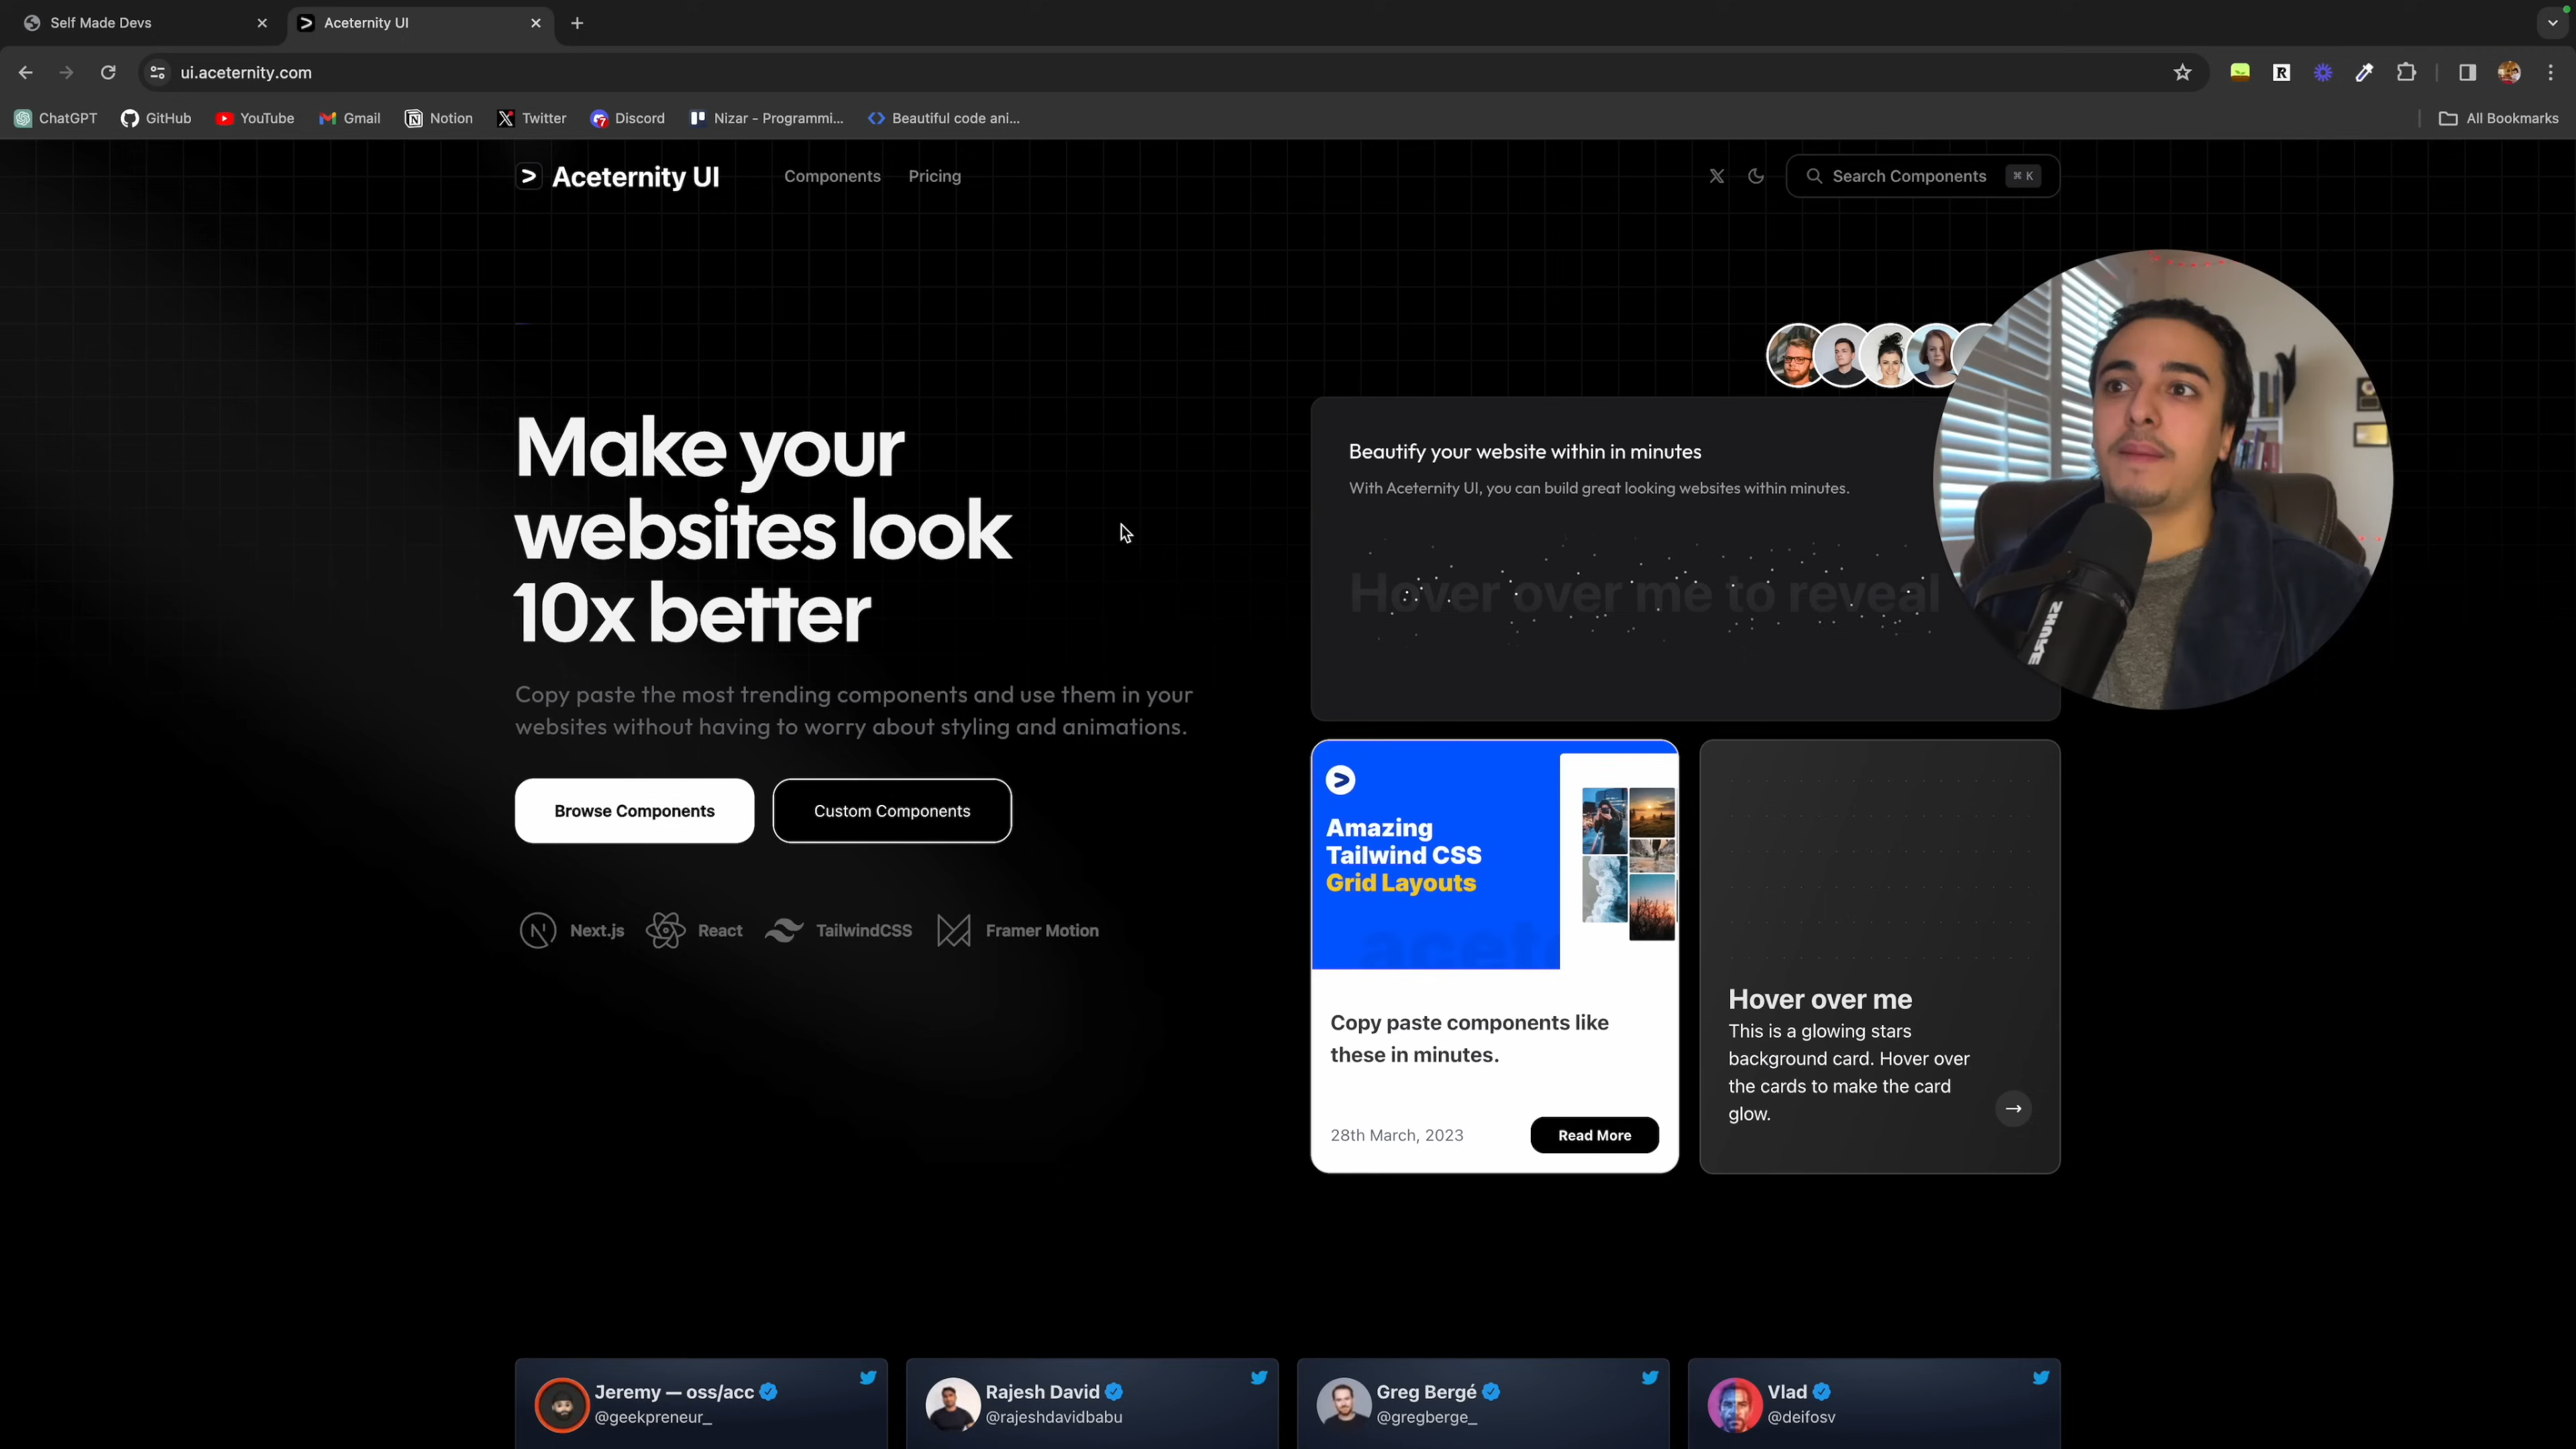 Self Made Devs
Aceternity UI
ui.aceternity.com
ChatGPT
GitHub
YouTube
Gmail
Notion
Twitter
Discord
Nizar - Programmi...
Beautiful code ani...
All Bookmarks
Aceternity UI
Components
Pricing
Search Components
⌘ K
Make your
websites look
10x better
Copy paste the most trending components and use them in your
websites without having to worry about styling and animations.
Browse Components
Custom Components
Next.js
React
TailwindCSS
Framer Motion
Beautify your website within in minutes
With Aceternity UI, you can build great looking websites within minutes.
Hover over me to reveal
SHURE
Amazing
Tailwind CSS
Grid Layouts
acete
Copy paste components like
these in minutes.
28th March, 2023
Read More
Hover over me
This is a glowing stars
background card. Hover over
the cards to make the card
glow.
Jeremy — oss/acc
@geekpreneur_
Rajesh David
@rajeshdavidbabu
Greg Bergé
@gregberge_
Vlad
@deifosv